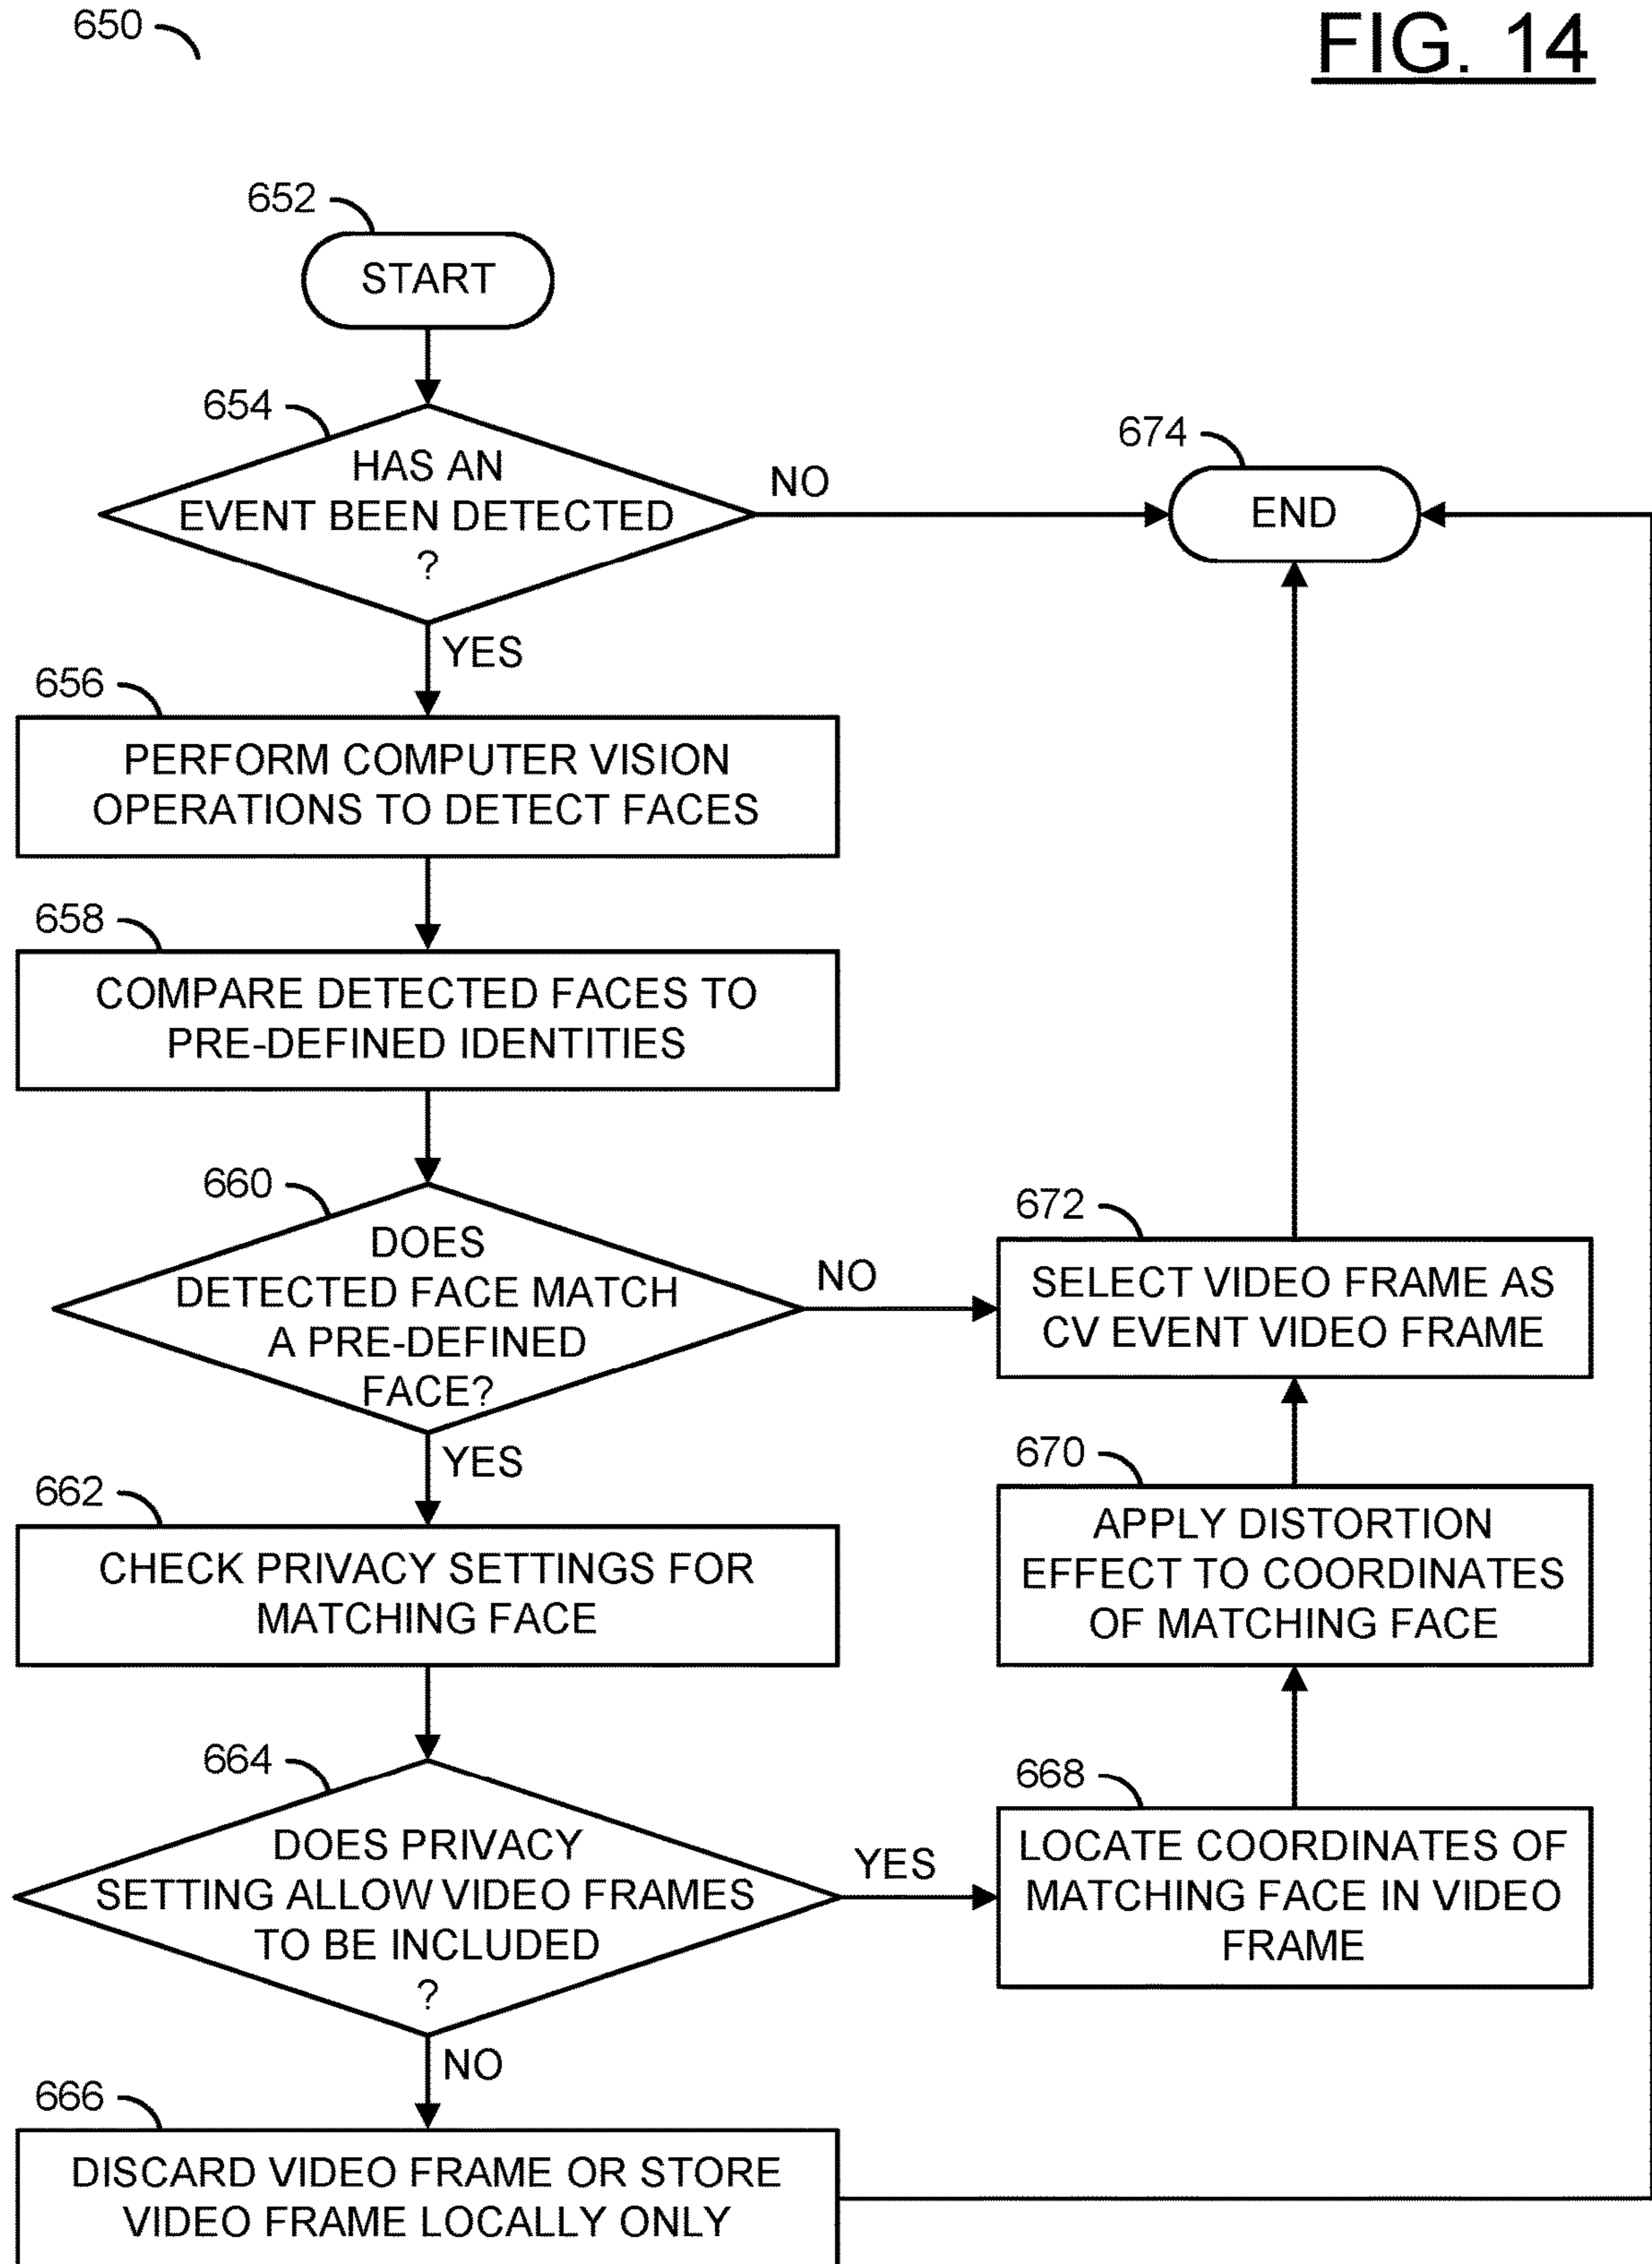 650
FIG. 14
652
START
654
HAS AN
EVENT BEEN DETECTED
?
NO
674
END
YES
656
PERFORM COMPUTER VISION
OPERATIONS TO DETECT FACES
658
COMPARE DETECTED FACES TO
PRE-DEFINED IDENTITIES
660
DOES
DETECTED FACE MATCH
A PRE-DEFINED
FACE?
NO
672
SELECT VIDEO FRAME AS
CV EVENT VIDEO FRAME
YES
662
CHECK PRIVACY SETTINGS FOR
MATCHING FACE
670
APPLY DISTORTION
EFFECT TO COORDINATES
OF MATCHING FACE
664
DOES PRIVACY
SETTING ALLOW VIDEO FRAMES
TO BE INCLUDED
?
YES
668
LOCATE COORDINATES OF
MATCHING FACE IN VIDEO
FRAME
NO
666
DISCARD VIDEO FRAME OR STORE
VIDEO FRAME LOCALLY ONLY